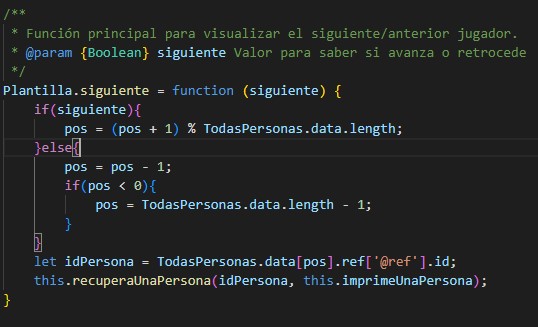 /**
 * Función principal para visualizar el siguiente/anterior jugador.
 * @param {Boolean} siguiente Valor para saber si avanza o retrocede
 */
Plantilla.siguiente = function (siguiente) {
    if(siguiente){
        pos = (pos + 1) % TodasPersonas.data.length;
    }else{
        pos = pos - 1;
        if(pos < 0){
            pos = TodasPersonas.data.length - 1;
        }
    }
    let idPersona = TodasPersonas.data[pos].ref['@ref'].id;
    this.recuperaUnaPersona(idPersona, this.imprimeUnaPersona);
}